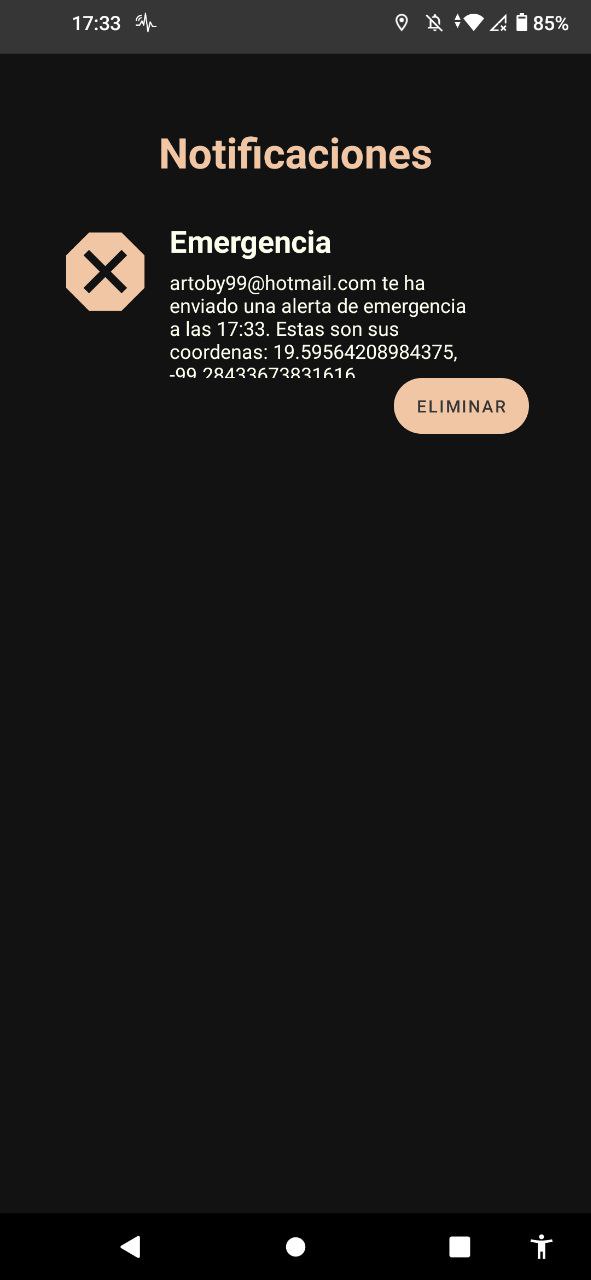 17:33
85%
Notificaciones
Emergencia
artoby99@hotmail.com te ha
enviado una alerta de emergencia
a las 17:33. Estas son sus
coordenas: 19.59564208984375,
-99.28433673831616
ELIMINAR